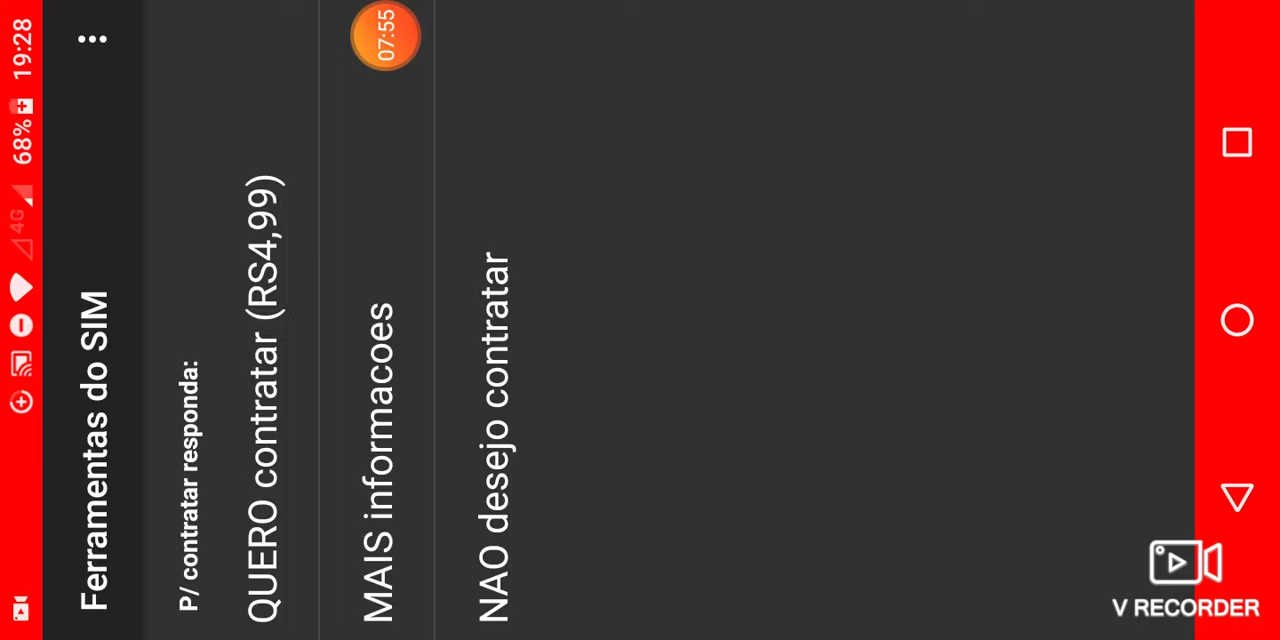 68% 19:28
4G
Ferramentas do SIM
P/ contratar responda:
QUERO contratar (RS4,99)
07:55
MAIS informacoes
NAO desejo contratar
V RECORDER